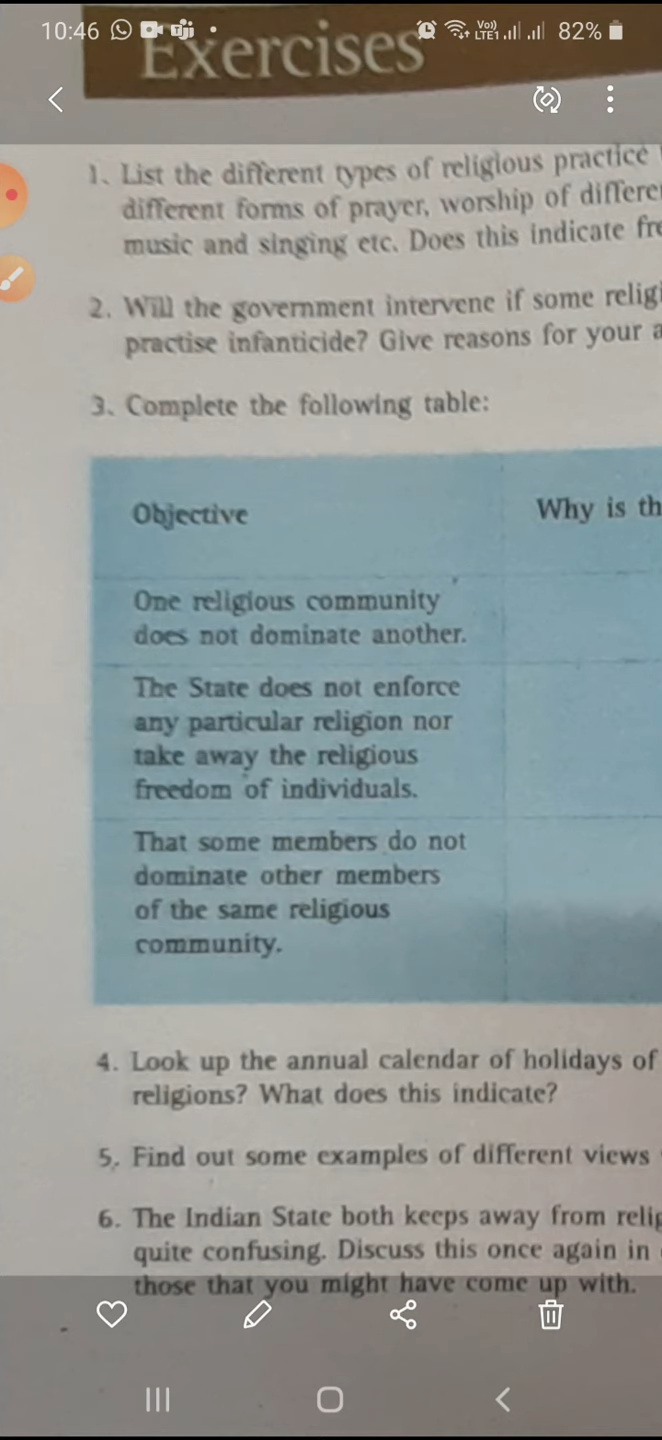 10:46
Vo))
LTE1
82%
Exercises
1. List the different types of religious practice
different forms of prayer, worship of
music and singing etc. Does this indicate
2. Will the government intervene if some
practise infanticide? Give reasons for your
3. Complete the following table:
Objective
Why is
One religious community
does not dominate another.
The State does not enforce
any particular religion nor
take away the religious
freedom of individuals.
That some members do not
dominate other members
of the same religious
community.
4. Look up the annual calendar of holidays of
religions? What does this indicate?
5. Find out some examples of different views
6. The Indian State both keeps away from
quite confusing. Discuss this once again in
those that you might have come up with.